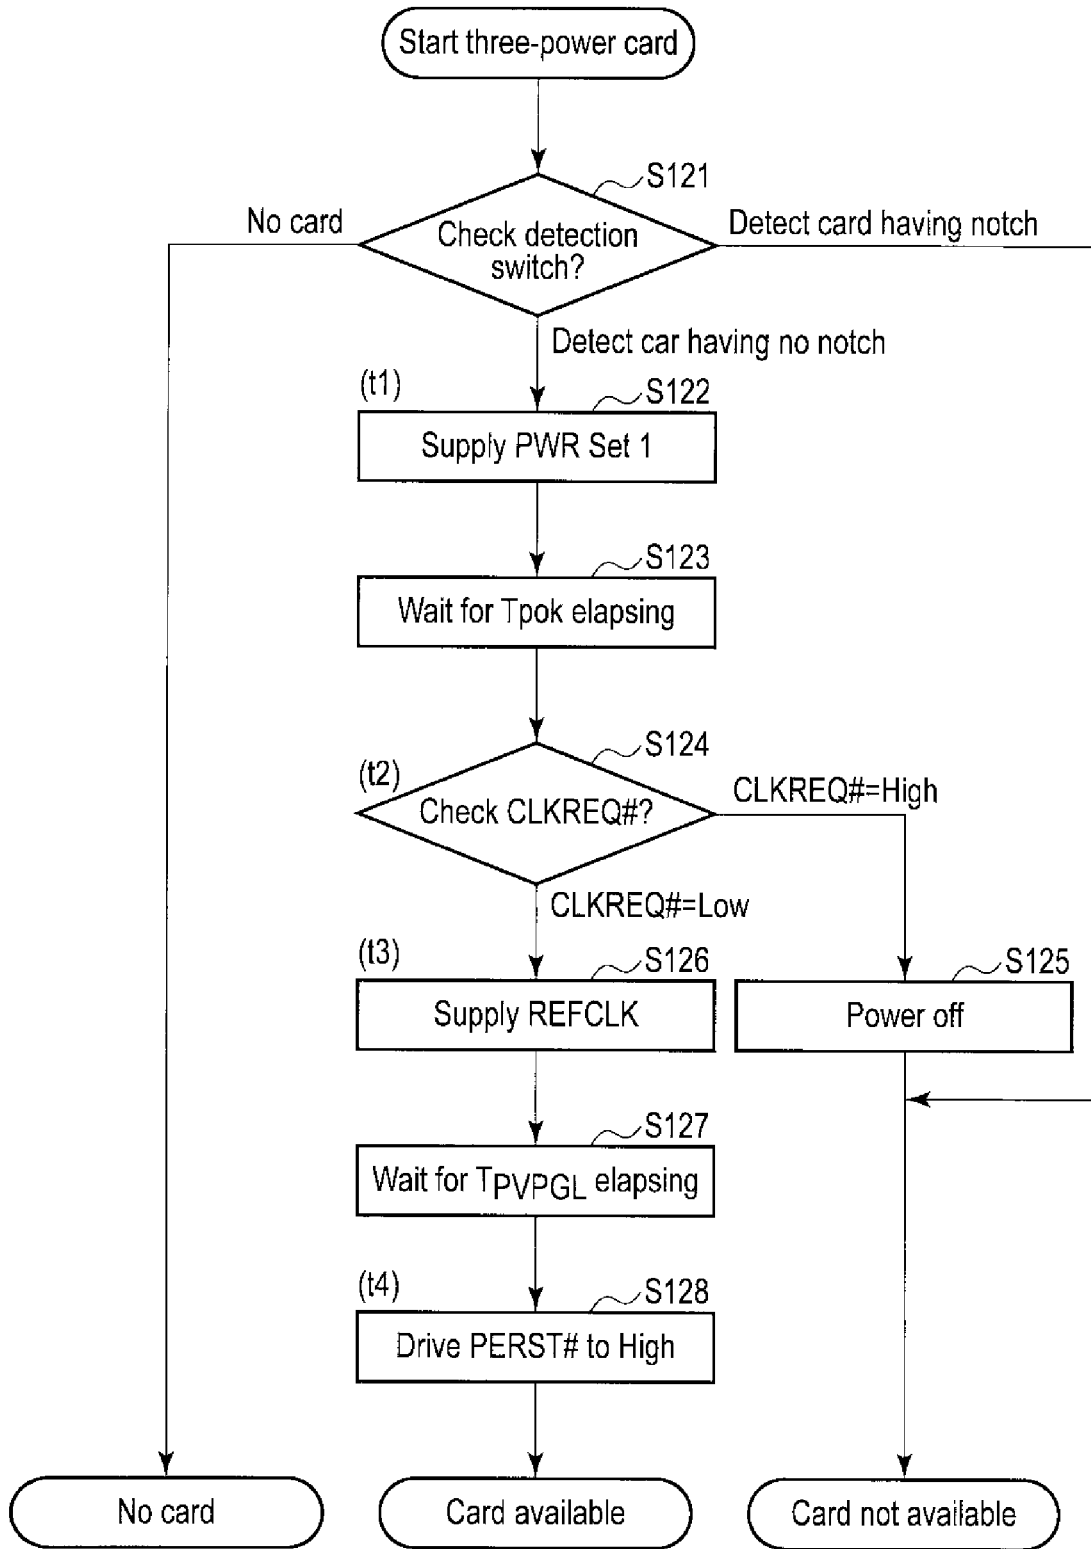 Start three-power card
S121
No card
Check detection
switch?
Detect card having notch
Detect car having no notch
(t1)
S122
Supply PWR Set 1
S123
Wait for Tpok elapsing
S124
(t2)
Check CLKREQ#?
CLKREQ#=High
CLKREQ#=Low
(t3)
S126
Supply REFCLK
S125
Power off
S127
Wait for TPVPGL elapsing
(t4)
S128
Drive PERST# to High
No card
Card available
Card not available